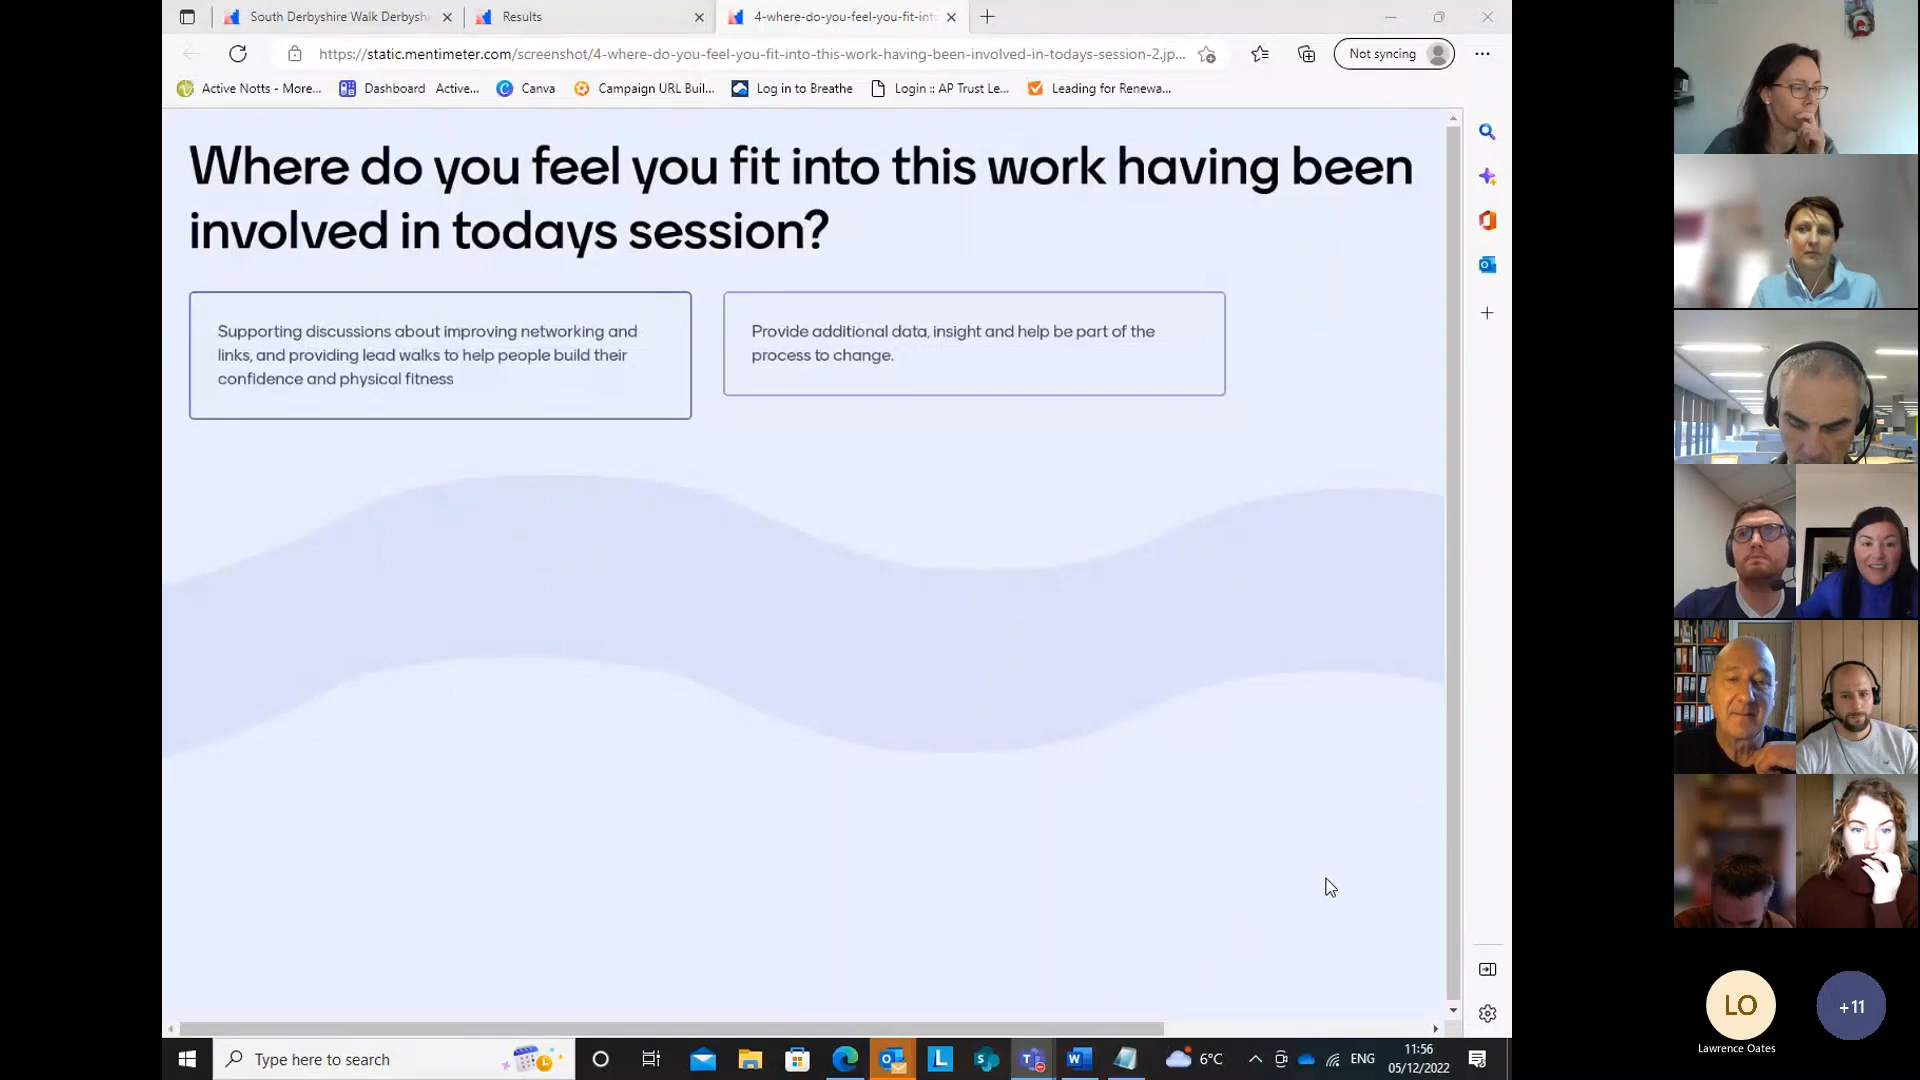 South Derbyshire Walk Derbyshi
Results
4-where-do-you-feel-you-fit-int
https://static.mentimeter.com/screenshot/4-where-do-you-feel-you-fit-into-this-work-having-been-involved-in-todays-session-2.jp...
Not syncing
Active Notts - More...
Dashboard Active...
Canva
Campaign URL Buil...
Log in to Breathe
Login :: AP Trust Le...
Leading for Renewa...
Where do you feel you fit into this work having been
involved in todays session?
Supporting discussions about improving networking and
links, and providing lead walks to help people build their
confidence and physical fitness
Provide additional data, insight and help be part of the
process to change.
LO
+11
Lawrence Oates
Type here to search
L
S
W
6°C
ENG
11:56
05/12/2022